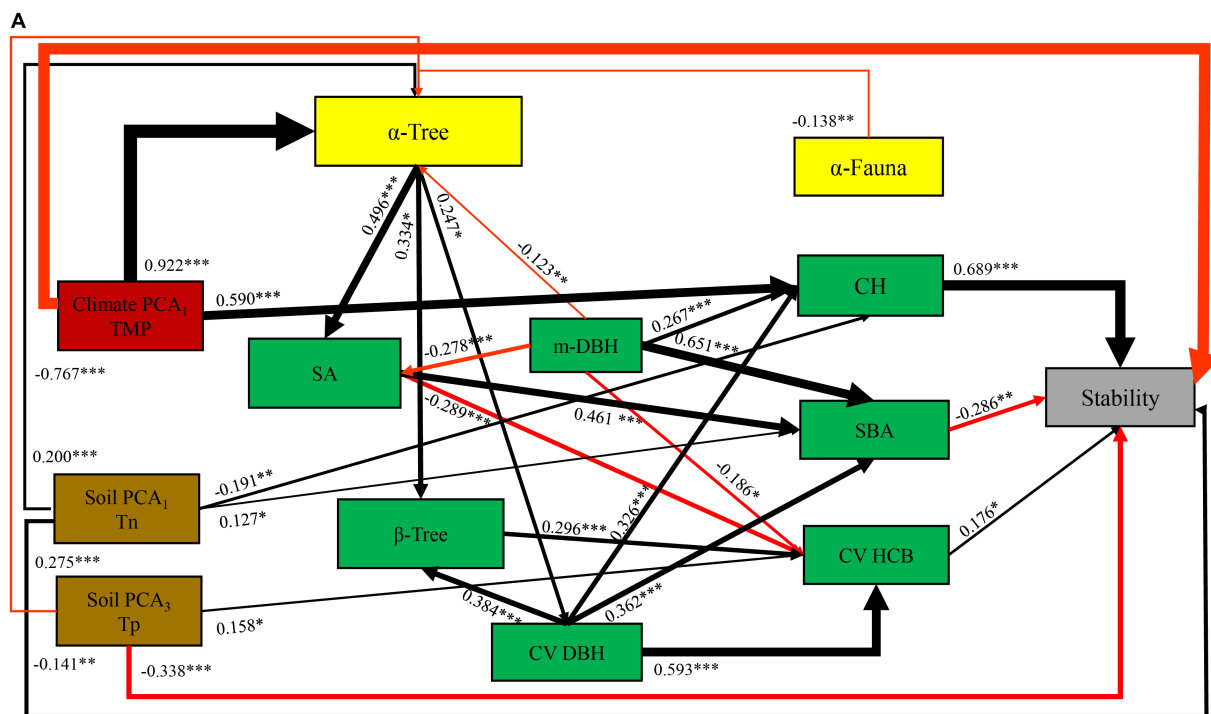 A
α-Tree
-0.138**
α-Fauna
0.496***
0.334*
0.247*
-0.123**
0.922***
0.590***
Climate PCA₁
TMP
-0.767***
CH
0.689***
0.267***
m-DBH
0.651***
-0.278***
SA
-0.289***
0.461 ***
Stability
SBA
-0.286**
0.200***
Soil PCA₁
Tn
-0.191**
0.127*
-0.186*
0.326***
β-Tree
0.296***
CV HCB
0.176*
0.275***
Soil PCA₃
Tp
0.158*
0.384***
0.362***
-0.141**
-0.338***
CV DBH
0.593***